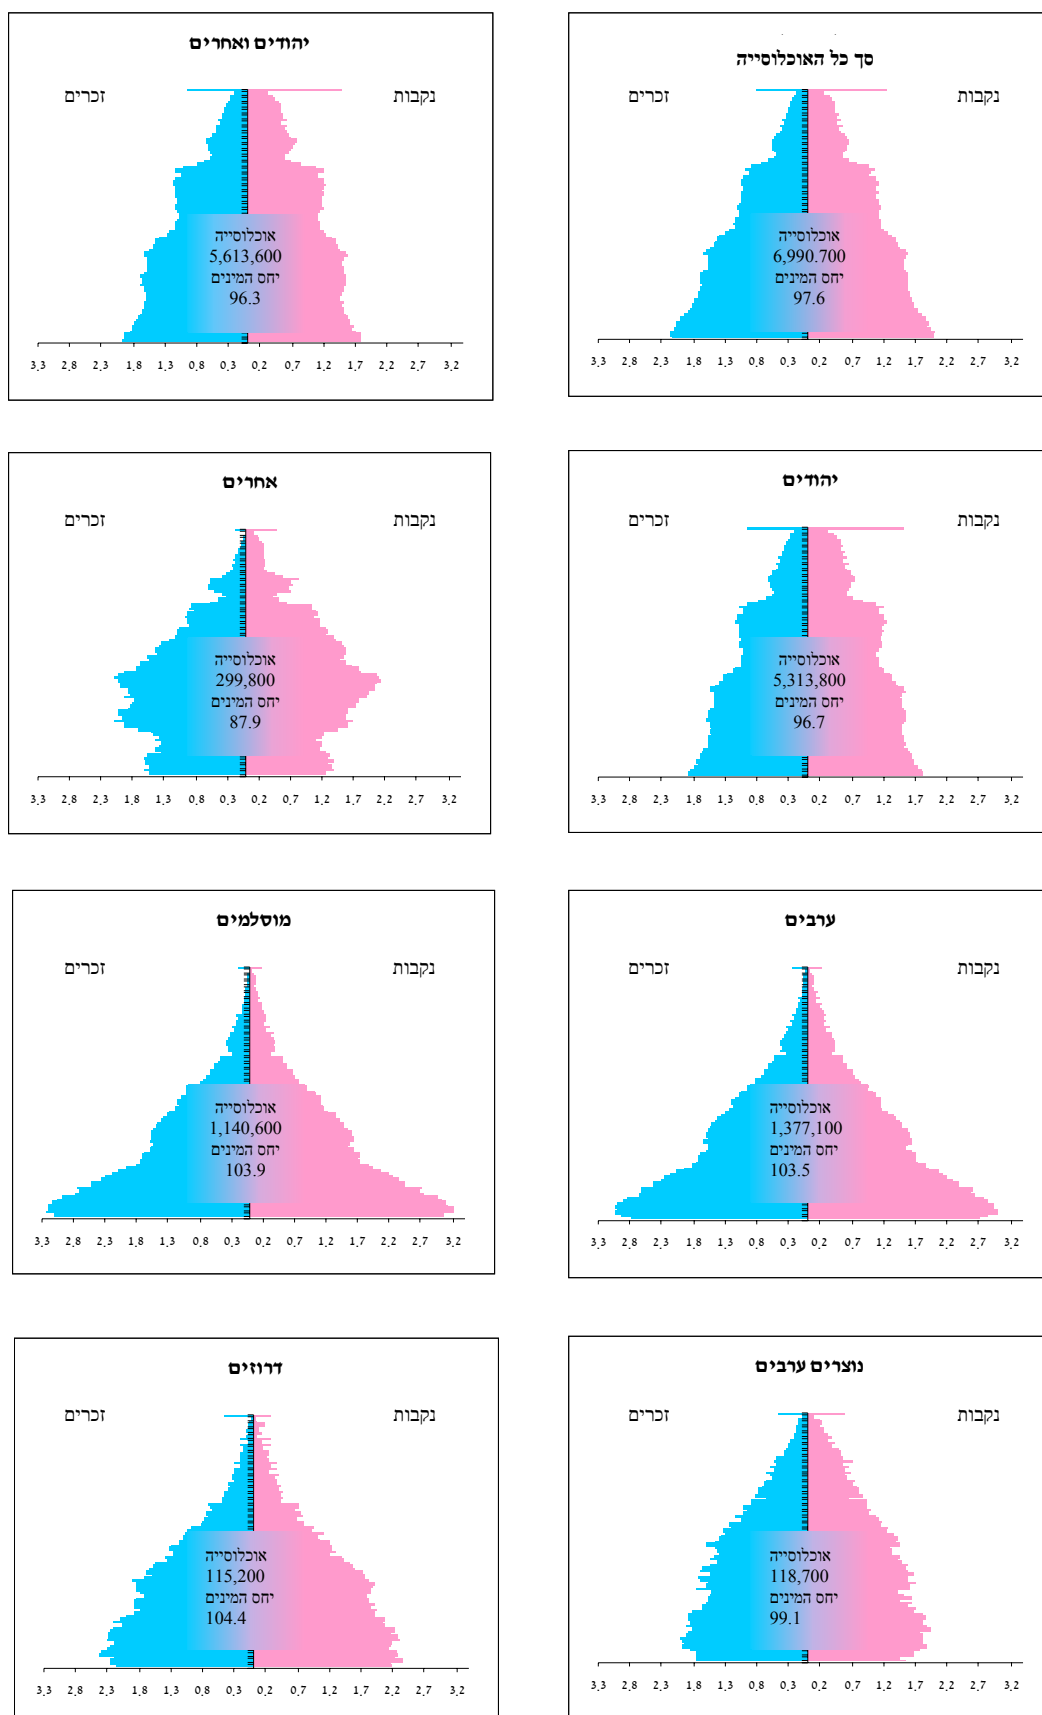 סך כל האוכלוסייה
זכרים
נקבות
אוכלוסייה
6,990.700
יחס המינים
97.6
3,3 2,8 2,3 1,8 1,3 0,8 0,3 0,2 0,7 1,2 1,7 2,2 2,7 3,2
יהודים ואחרים
זכרים
נקבות
אוכלוסייה
5,613,600
יחס המינים
96.3
3,3 2,8 2,3 1,8 1,3 0,8 0,3 0,2 0,7 1,2 1,7 2,2 2,7 3,2
יהודים
זכרים
נקבות
אוכלוסייה
5,313,800
יחס המינים
96.7
3,3 2,8 2,3 1,8 1,3 0,8 0,3 0,2 0,7 1,2 1,7 2,2 2,7 3,2
אחרים
זכרים
נקבות
אוכלוסייה
299,800
יחס המינים
87.9
3,3 2,8 2,3 1,8 1,3 0,8 0,3 0,2 0,7 1,2 1,7 2,2 2,7 3,2
ערבים
זכרים
נקבות
אוכלוסייה
1,377,100
יחס המינים
103.5
3,3 2,8 2,3 1,8 1,3 0,8 0,3 0,2 0,7 1,2 1,7 2,2 2,7 3,2
מוסלמים
זכרים
נקבות
אוכלוסייה
1,140,600
יחס המינים
103.9
3,3 2,8 2,3 1,8 1,3 0,8 0,3 0,2 0,7 1,2 1,7 2,2 2,7 3,2
נוצרים ערבים
זכרים
נקבות
אוכלוסייה
118,700
יחס המינים
99.1
3,3 2,8 2,3 1,8 1,3 0,8 0,3 0,2 0,7 1,2 1,7 2,2 2,7 3,2
דרוזים
זכרים
נקבות
אוכלוסייה
115,200
יחס המינים
104.4
3,3 2,8 2,3 1,8 1,3 0,8 0,3 0,2 0,7 1,2 1,7 2,2 2,7 3,2